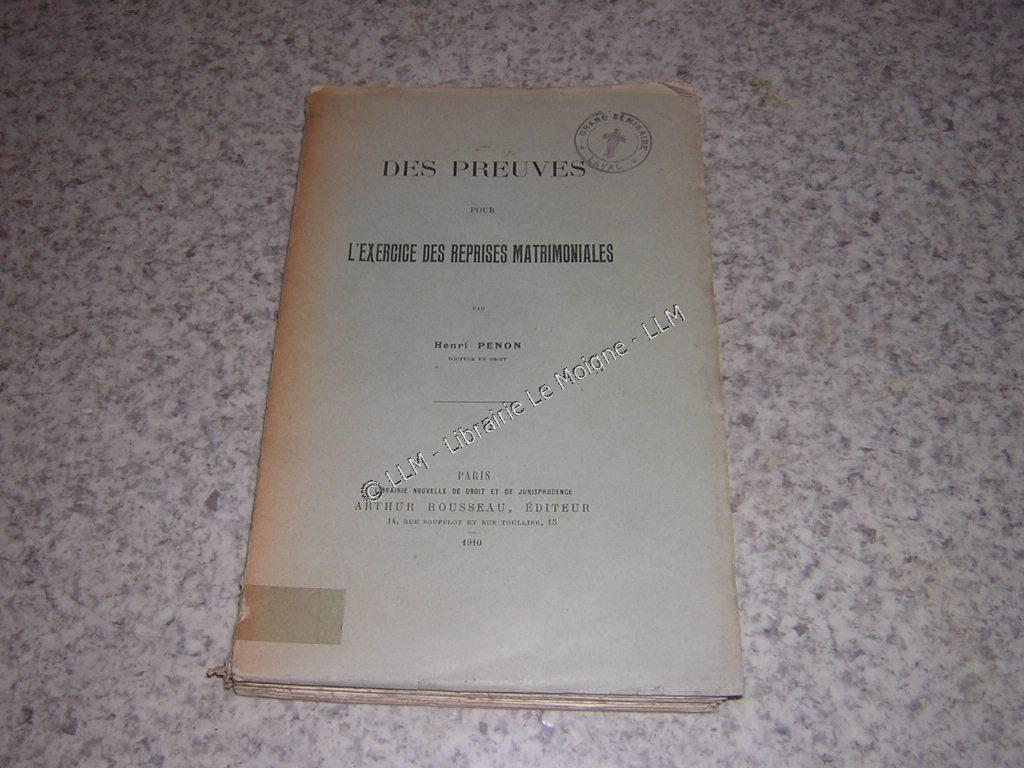 GRAND SÉMINAIRE
LAVAL
DES PREUVES
POUR
L'EXERCICE DES REPRISES MATRIMONIALES
PAR
Henri PENON
DOCTEUR EN DROIT
© LLM - Librairie Le Moigne - LLM
PARIS
LIBRAIRIE NOUVELLE DE DROIT ET DE JURISPRUDENCE
ARTHUR ROUSSEAU, ÉDITEUR
14, RUE SOUFFLOT ET RUE TOULLIER, 13
1910